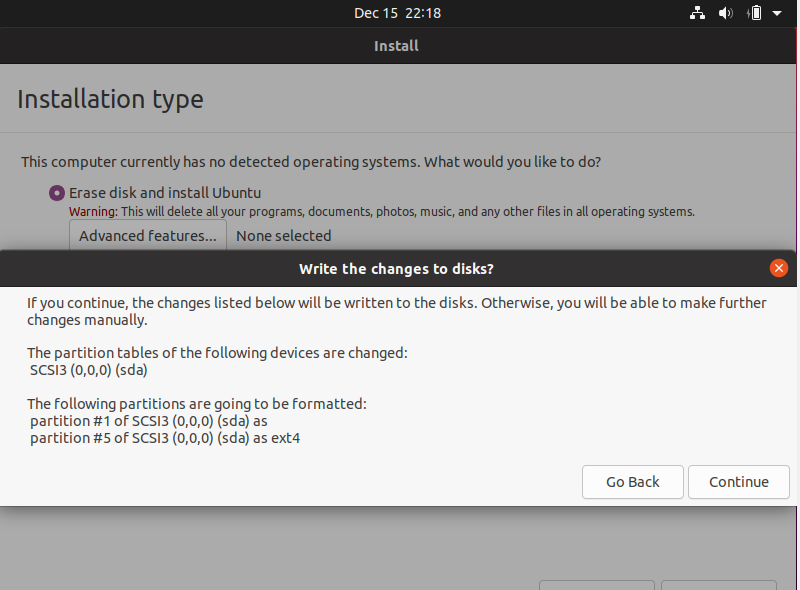 Dec 15 22:18
Install
Installation type
This computer currently has no detected operating systems. What would you like to do?
Erase disk and install Ubuntu
Warning: This will delete all your programs, documents, photos, music, and any other files in all operating systems.
Advanced features... None selected
Write the changes to disks?
If you continue, the changes listed below will be written to the disks. Otherwise, you will be able to make further
changes manually.
The partition tables of the following devices are changed:
SCSI3 (0,0,0) (sda)
The following partitions are going to be formatted:
partition #1 of SCSI3 (0,0,0) (sda) as
partition #5 of SCSI3 (0,0,0) (sda) as ext4
Go Back Continue